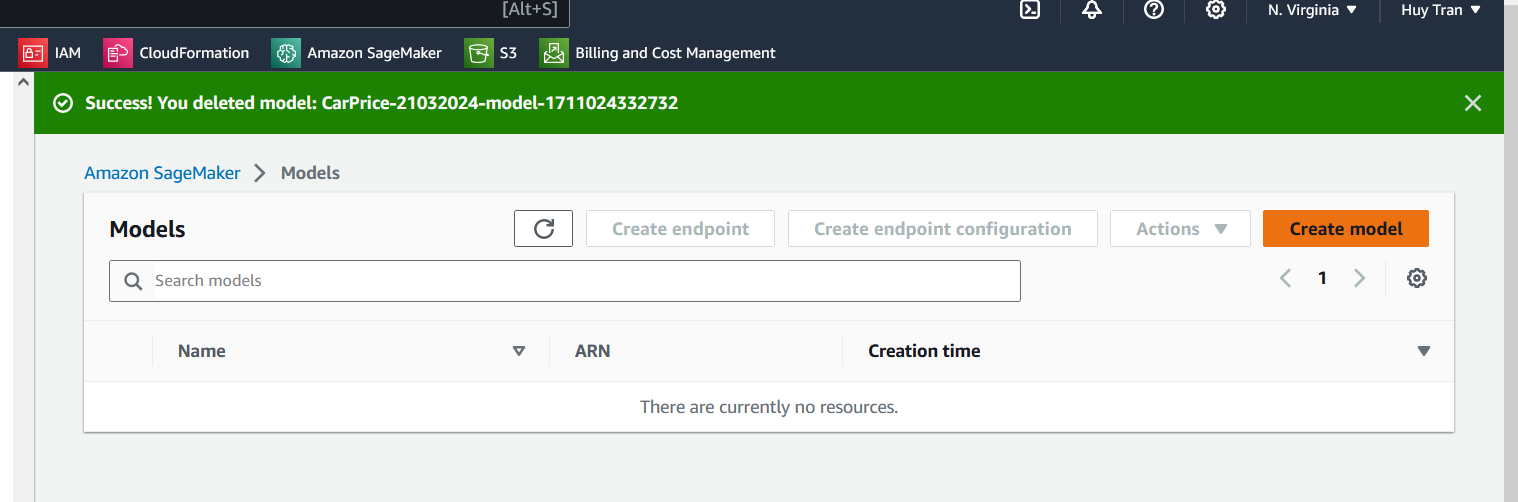 [Alt+S]
N. Virginia
Huy Tran
IAM
CloudFormation
Amazon SageMaker
S3
Billing and Cost Management
Success! You deleted model: CarPrice-21032024-model-1711024332732
Amazon SageMaker
Models
Models
Create endpoint
Create endpoint configuration
Actions
Create model
Search models
1
Name
ARN
Creation time
There are currently no resources.